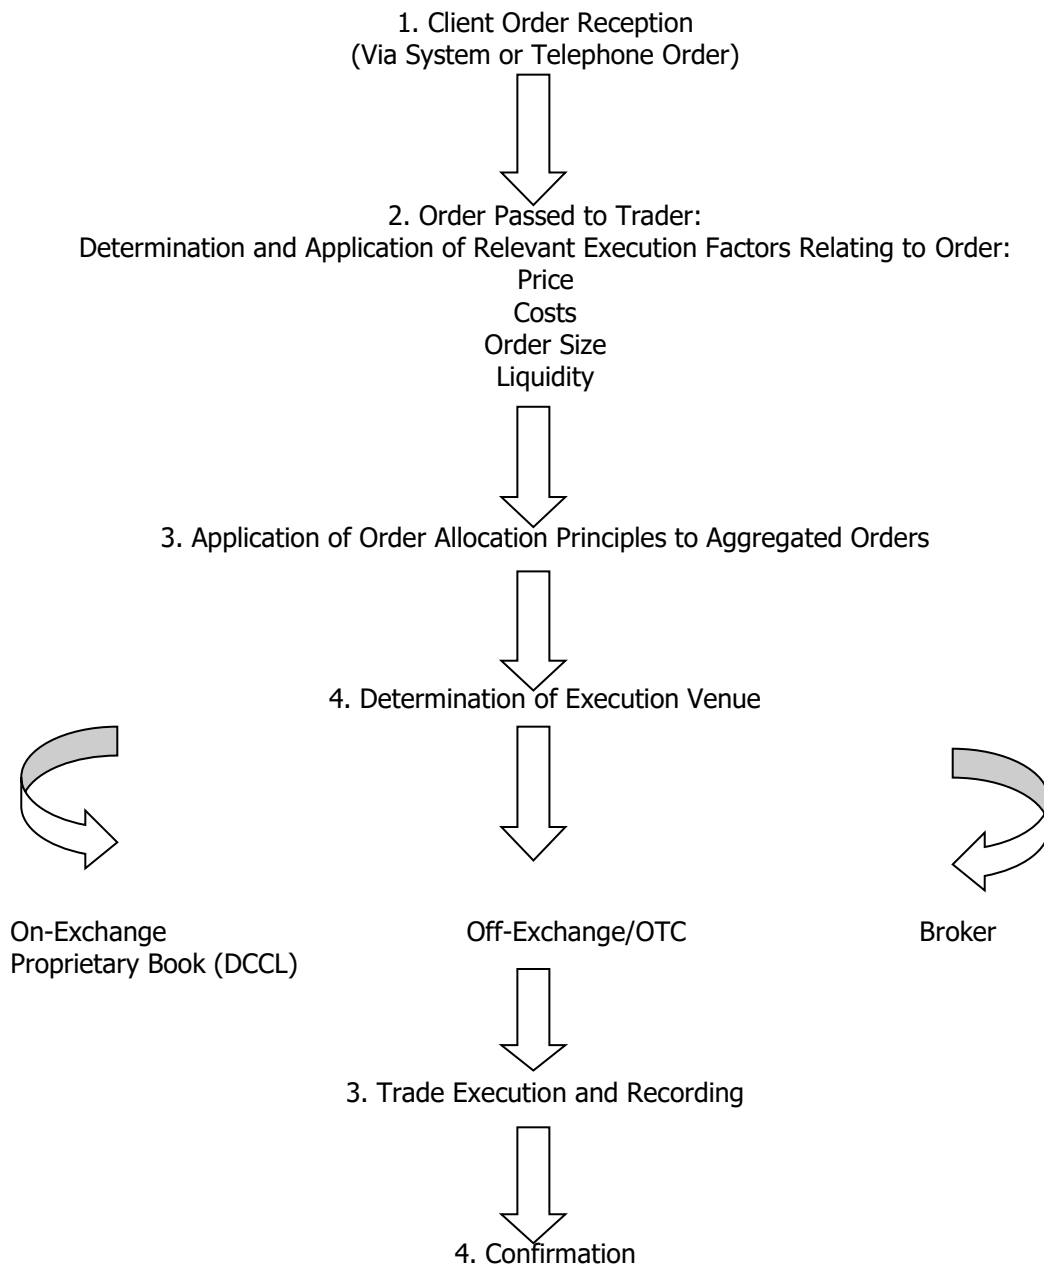 1. Client Order Reception
(Via System or Telephone Order)
2. Order Passed to Trader:
Determination and Application of Relevant Execution Factors Relating to Order:
Price
Costs
Order Size
Liquidity
3. Application of Order Allocation Principles to Aggregated Orders
4. Determination of Execution Venue
On-Exchange
Proprietary Book (DCCL)
Off-Exchange/OTC
Broker
3. Trade Execution and Recording
4. Confirmation